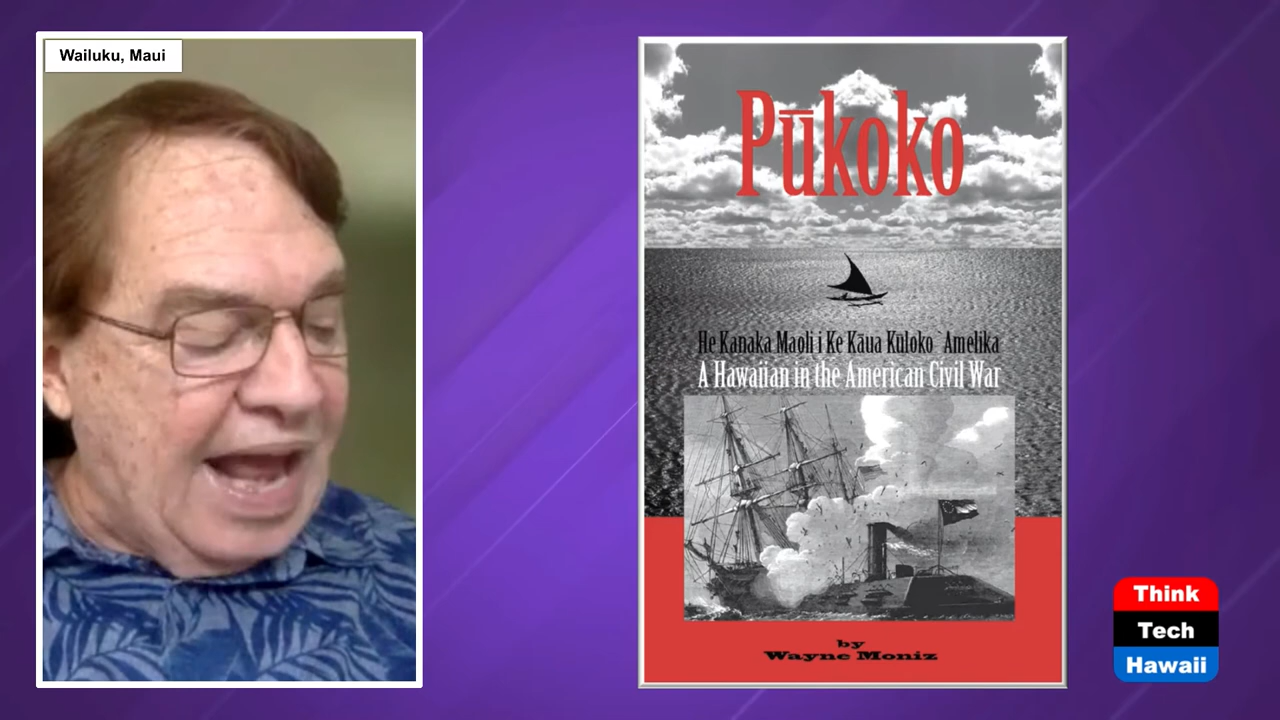 Wailuku, Maui
Pūkoko
He Kanaka Maoli i Ke Kāua Kūloko `Amelika
A Hawaiian in the American Civil War
by
Wayne Moniz
Think
Tech
Hawaii